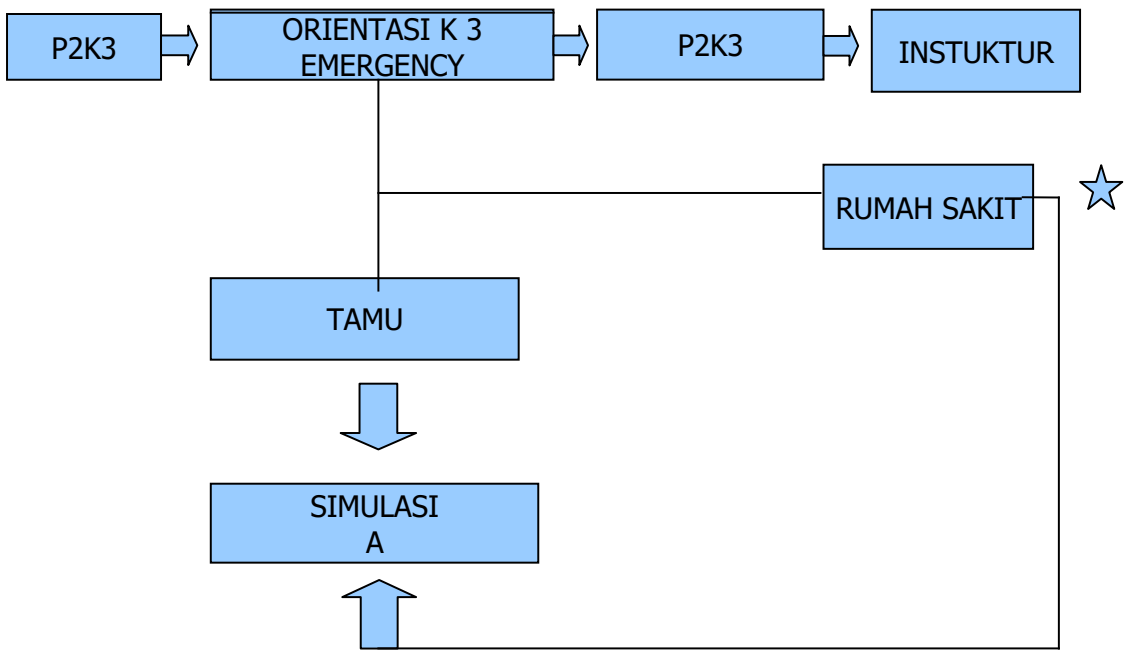 P2K3
ORIENTASI K 3
EMERGENCY
P2K3
INSTUKTUR
RUMAH SAKIT
TAMU
SIMULASI
A